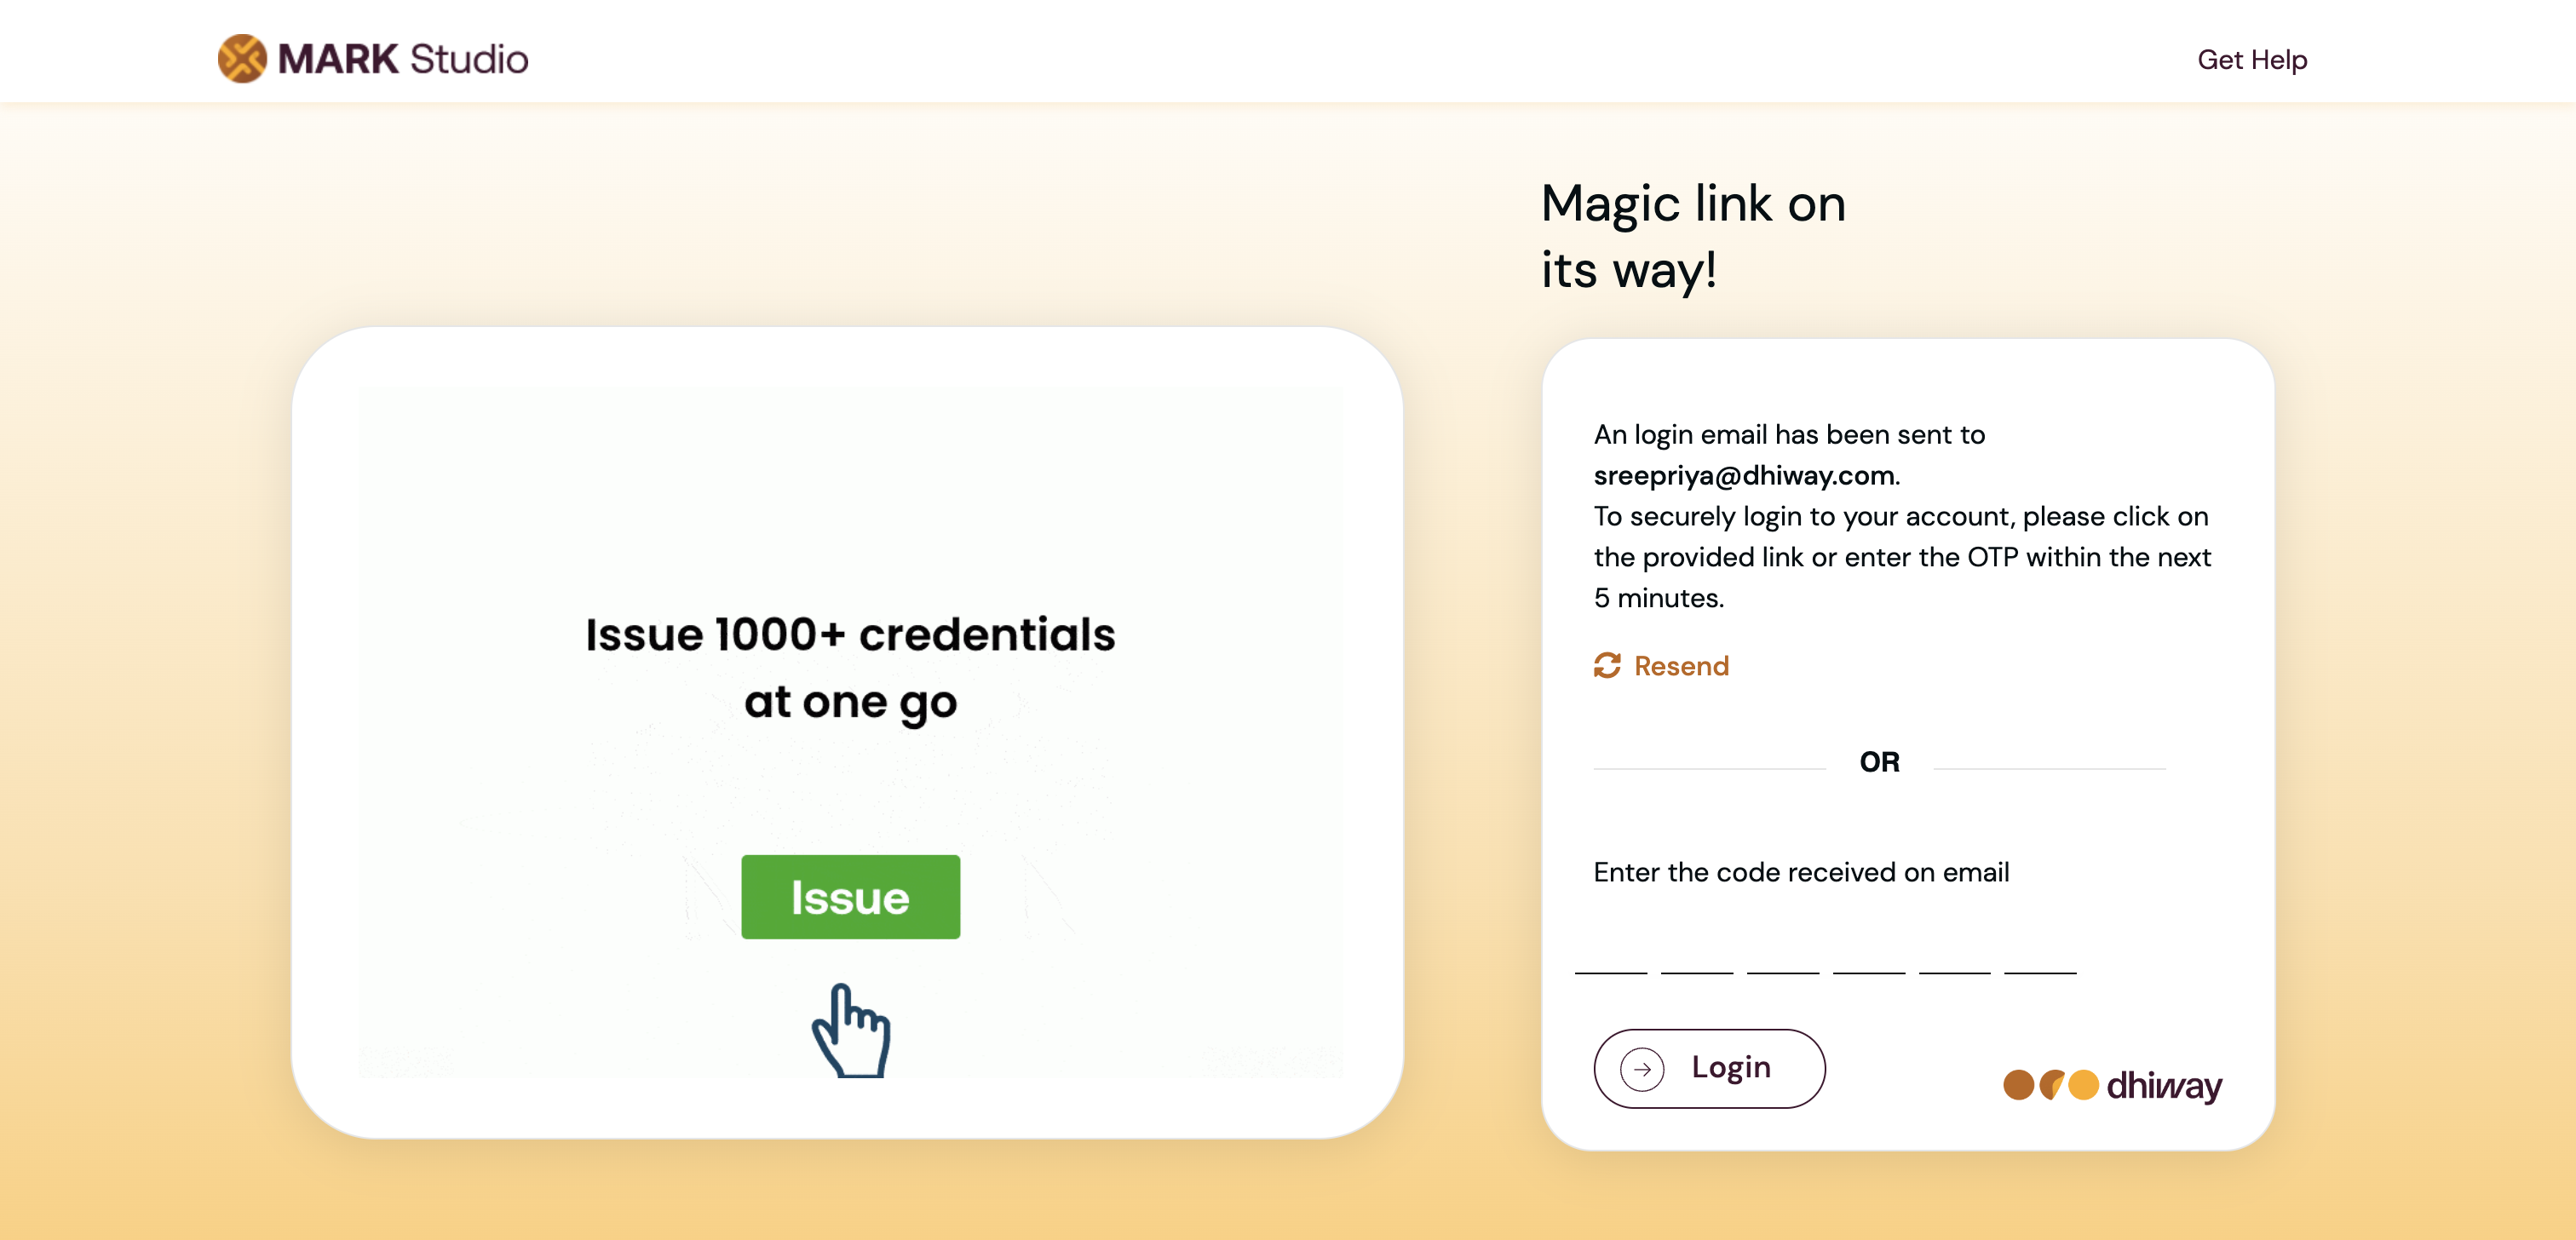 MARK Studio
Get Help
Magic link on
its way!
Issue 1000+ credentials
at one go
Issue
An login email has been sent to
sreepriya@dhiway.com.
To securely login to your account, please click on
the provided link or enter the OTP within the next
5 minutes.
Resend
OR
Enter the code received on email
Login
dhiway